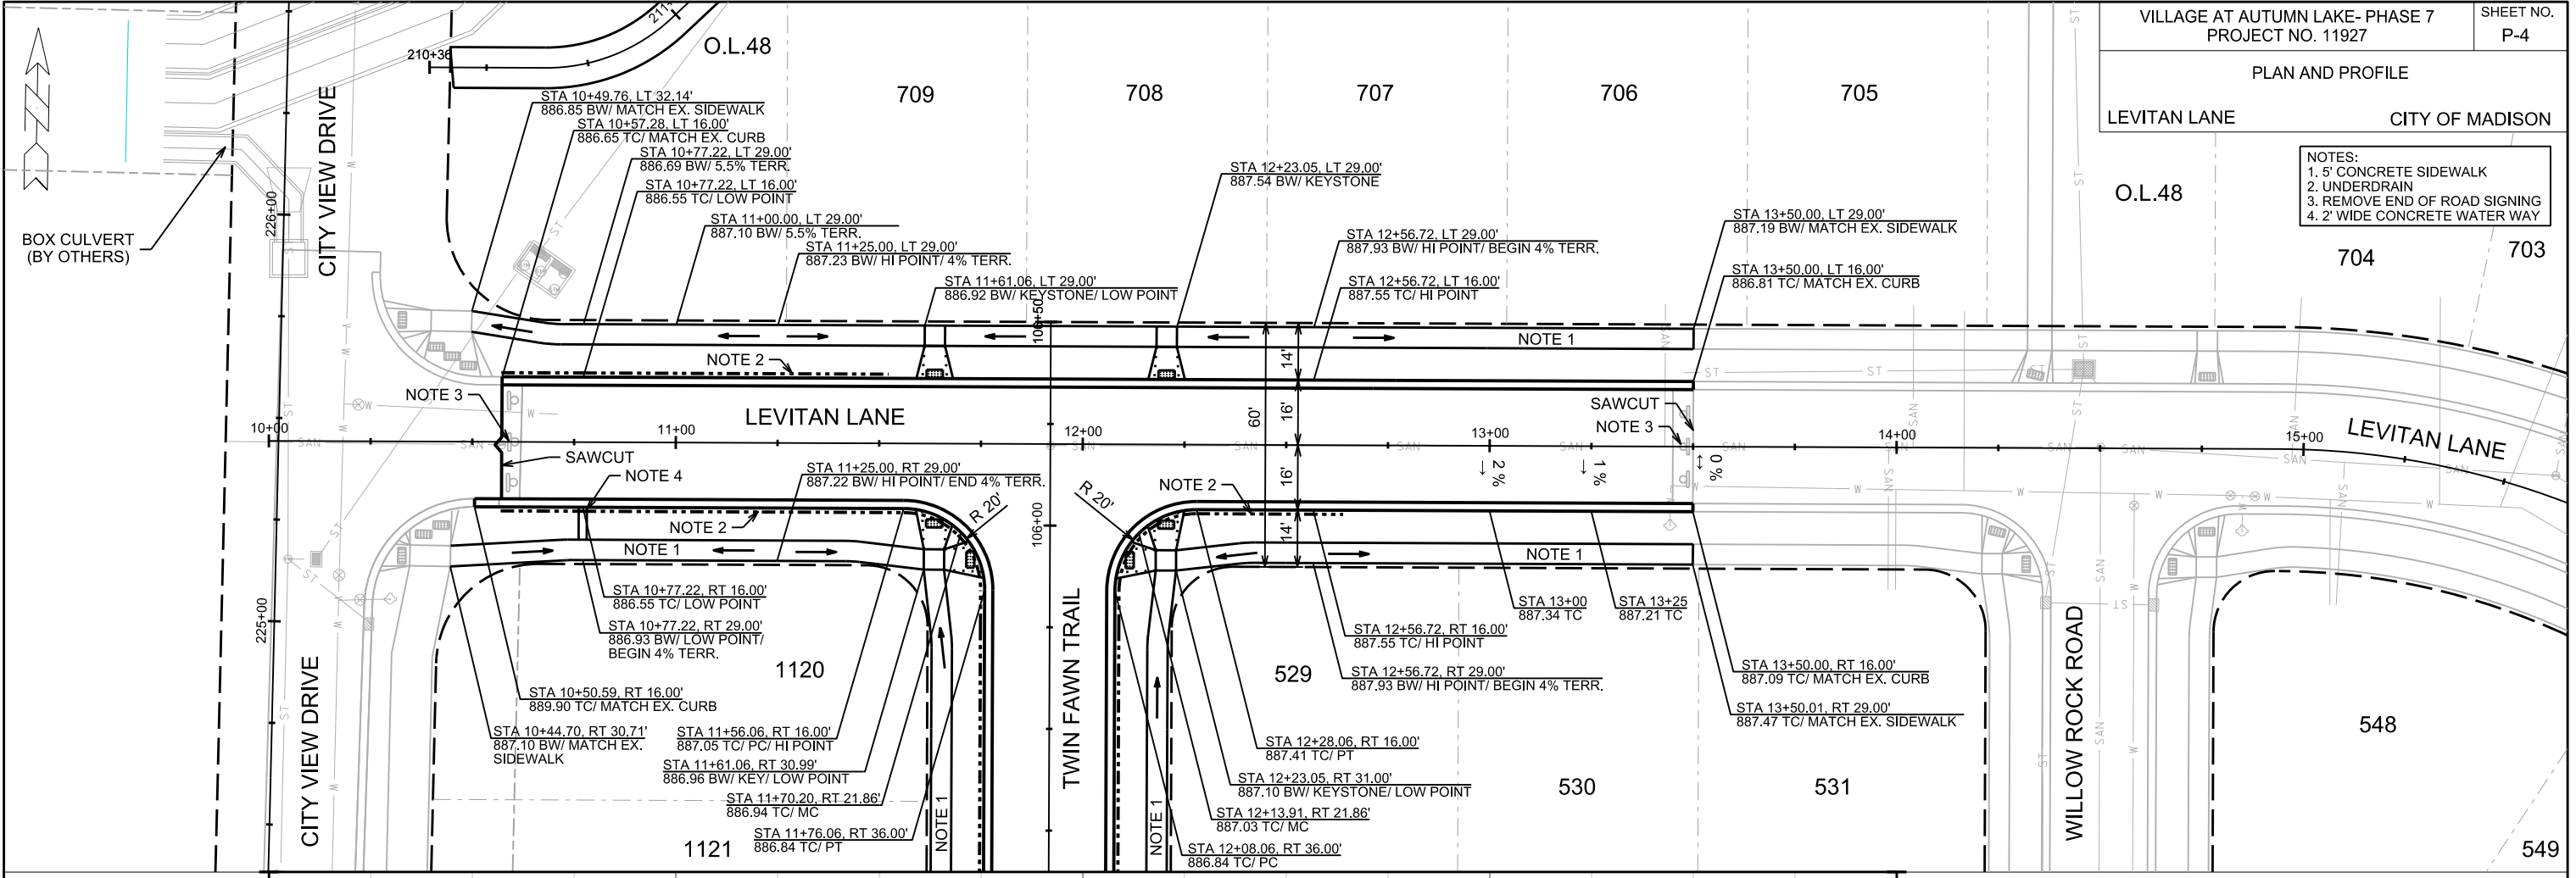 VILLAGE AT AUTUMN LAKE- PHASE 7
PROJECT NO. 11927
SHEET NO.
P-4
PLAN AND PROFILE
LEVITAN LANE
CITY OF MADISON
NOTES:
1. 5' CONCRETE SIDEWALK
2. UNDERDRAIN
3. REMOVE END OF ROAD SIGNING
4. 2' WIDE CONCRETE WATER WAY
N
BOX CULVERT
(BY OTHERS)
CITY VIEW DRIVE
226+00
210+36
211+
O.L.48
709
708
707
706
705
O.L.48
704
703
STA 10+49.76, LT 32.14'
886.85 BW/ MATCH EX. SIDEWALK
STA 10+57.28, LT 16.00'
886.65 TC/ MATCH EX. CURB
STA 10+77.22, LT 29.00'
886.69 BW/ 5.5% TERR.
STA 10+77.22, LT 16.00'
886.55 TC/ LOW POINT
STA 11+00.00, LT 29.00'
887.10 BW/ 5.5% TERR.
STA 11+25.00, LT 29.00'
887.23 BW/ HI POINT/ 4% TERR.
STA 11+61.06, LT 29.00'
886.92 BW/ KEYSTONE/ LOW POINT
STA 12+23.05, LT 29.00'
887.54 BW/ KEYSTONE
STA 12+56.72, LT 29.00'
887.93 BW/ HI POINT/ BEGIN 4% TERR.
STA 12+56.72, LT 16.00'
887.55 TC/ HI POINT
STA 13+50.00, LT 29.00'
887.19 BW/ MATCH EX. SIDEWALK
STA 13+50.00, LT 16.00'
886.81 TC/ MATCH EX. CURB
106+50
NOTE 1
NOTE 2
NOTE 3
LEVITAN LANE
14'
16'
60'
16'
14'
SAWCUT
NOTE 3
10+00
11+00
12+00
13+00
14+00
15+00
LEVITAN LANE
SAWCUT
NOTE 4
2 %
1 %
0 %
STA 11+25.00, RT 29.00'
887.22 BW/ HI POINT/ END 4% TERR.
R 20'
R 20'
NOTE 2
NOTE 2
NOTE 1
NOTE 1
106+00
225+00
STA 10+77.22, RT 16.00'
886.55 TC/ LOW POINT
STA 10+77.22, RT 29.00'
886.93 BW/ LOW POINT/
BEGIN 4% TERR.
1120
STA 10+50.59, RT 16.00'
889.90 TC/ MATCH EX. CURB
STA 10+44.70, RT 30.71'
887.10 BW/ MATCH EX.
SIDEWALK
STA 11+56.06, RT 16.00'
887.05 TC/ PC/ HI POINT
STA 11+61.06, RT 30.99'
886.96 BW/ KEY/ LOW POINT
STA 11+70.20, RT 21.86'
886.94 TC/ MC
STA 11+76.06, RT 36.00'
886.84 TC/ PT
1121
CITY VIEW DRIVE
NOTE 1
TWIN FAWN TRAIL
NOTE 1
STA 13+00
887.34 TC
STA 13+25
887.21 TC
STA 12+56.72, RT 16.00'
887.55 TC/ HI POINT
529
STA 12+56.72, RT 29.00'
887.93 BW/ HI POINT/ BEGIN 4% TERR.
STA 13+50.00, RT 16.00'
887.09 TC/ MATCH EX. CURB
STA 13+50.01, RT 29.00'
887.47 TC/ MATCH EX. SIDEWALK
STA 12+28.06, RT 16.00'
887.41 TC/ PT
STA 12+23.05, RT 31.00'
887.10 BW/ KEYSTONE/ LOW POINT
STA 12+13.91, RT 21.86'
887.03 TC/ MC
STA 12+08.06, RT 36.00'
886.84 TC/ PC
530
531
WILLOW ROCK ROAD
548
549